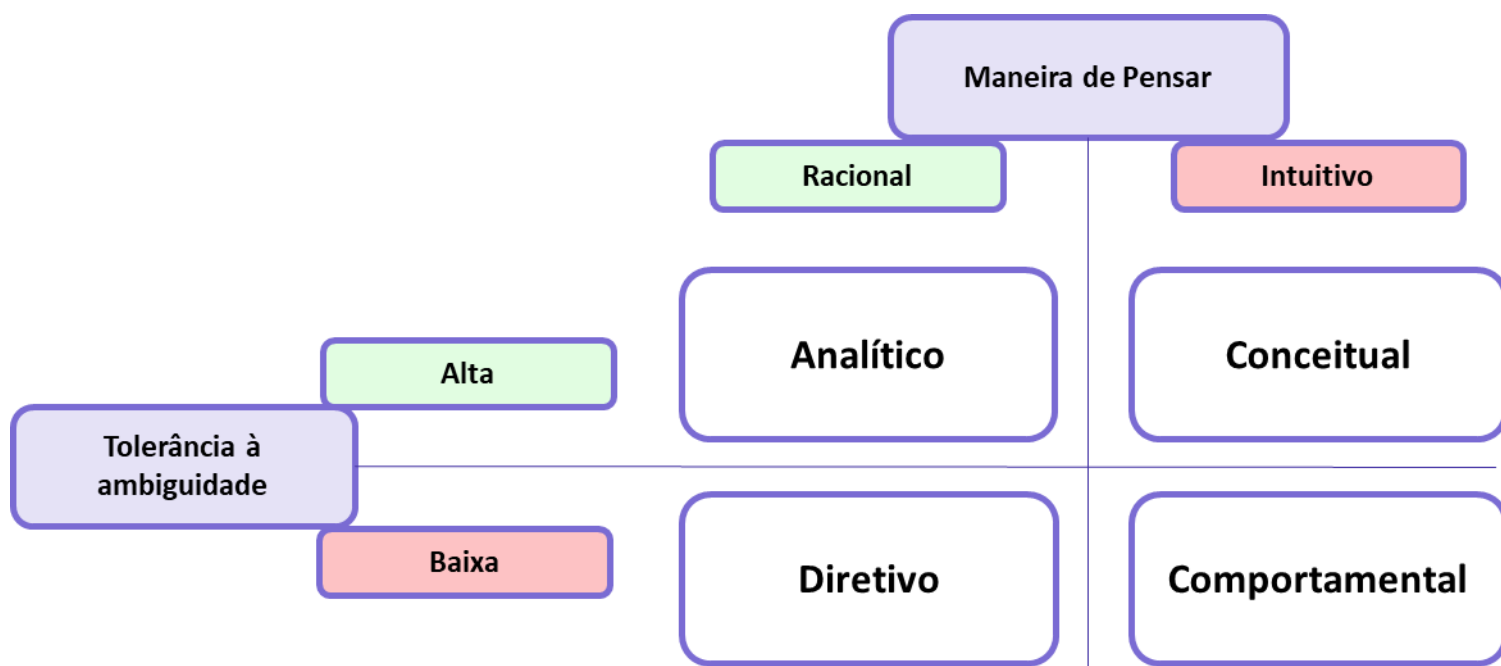 Maneira de Pensar
Racional
Intuitivo
Analítico
Conceitual
Alta
Tolerância à
ambiguidade
Baixa
Diretivo
Comportamental